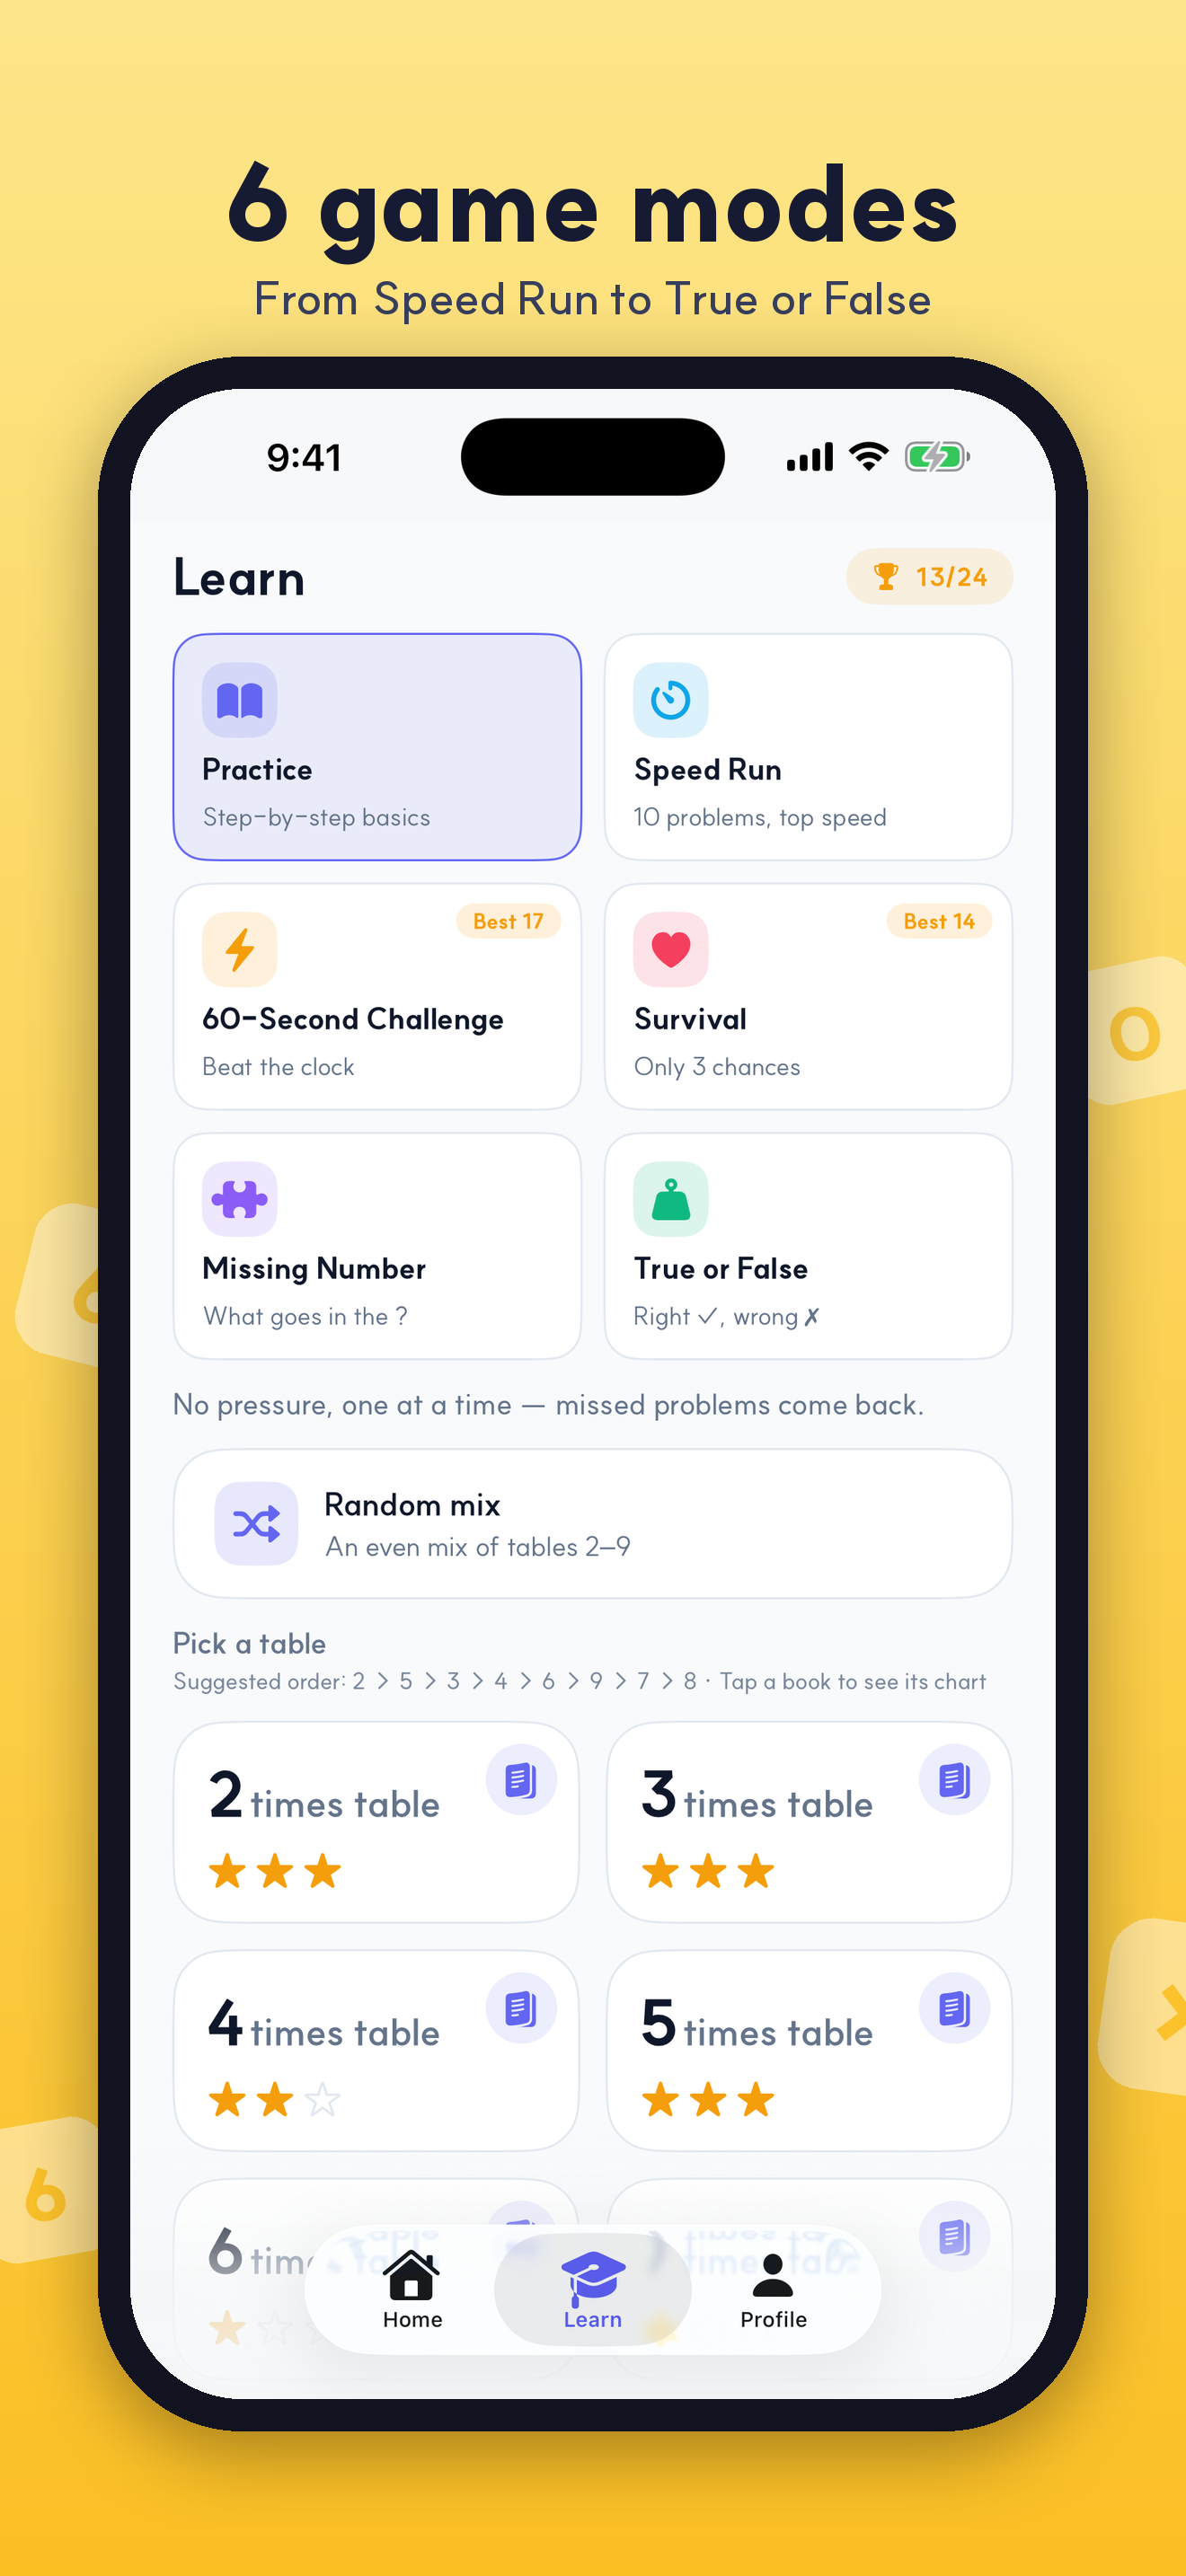 6 game modes
From Speed Run to True or False
9:41
Learn
13/24
Practice
Step-by-step basics
Speed Run
10 problems, top speed
Best 17
60-Second Challenge
Beat the clock
Best 14
Survival
Only 3 chances
0
6
Missing Number
What goes in the ?
True or False
Right ✓, wrong ✗
No pressure, one at a time — missed problems come back.
Random mix
An even mix of tables 2–9
Pick a table
Suggested order: 2 > 5 > 3 > 4 > 6 > 9 > 7 > 8 · Tap a book to see its chart
2 times table
3 times table
4 times table
5 times table
6
6
times tab
Home
Learn
Profile